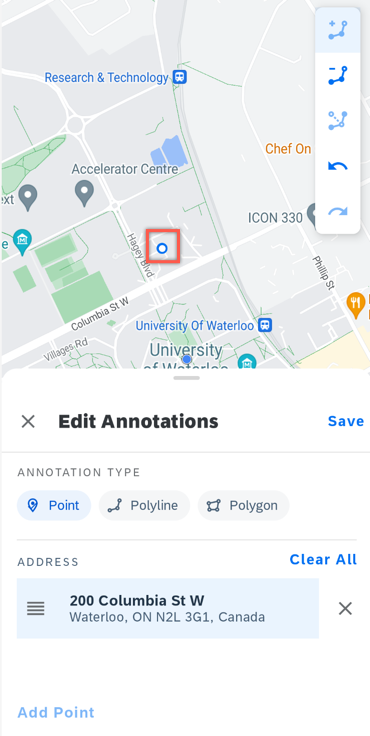 Research & Technology
Chef On
Accelerator Centre
ext
ICON 330
e
Hagey Blvd
Phillip St
Columbia St W
University Of Waterloo
Villages Rd
University
of Waterloo
Edit Annotations
Save
ANNOTATION TYPE
Point
Polyline
Polygon
ADDRESS
Clear All
200 Columbia St W
Waterloo, ON N2L 3G1, Canada
Add Point